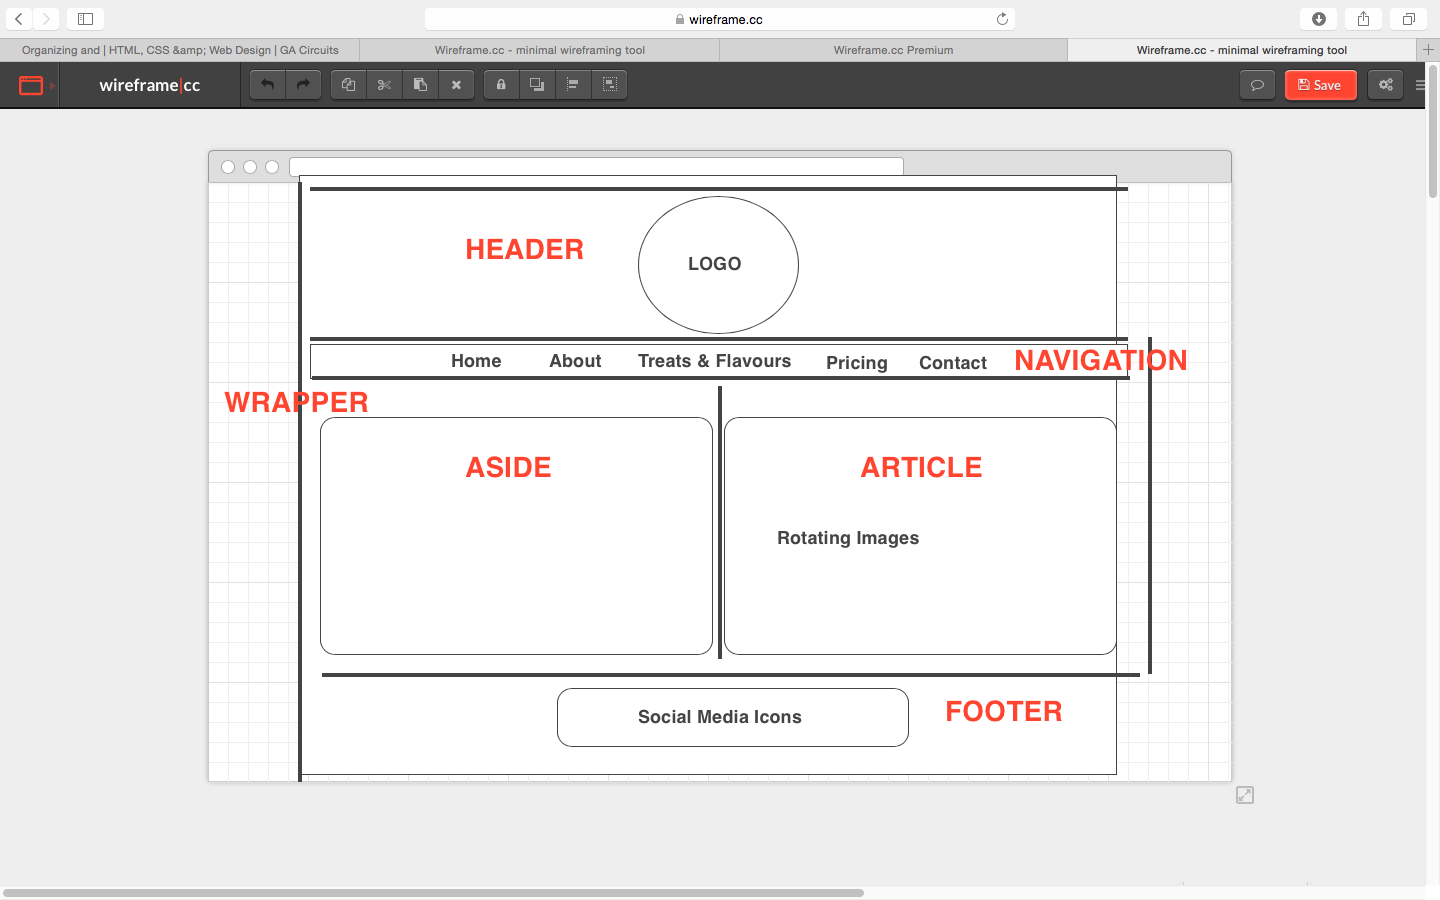 wireframe.cc
Organizing and | HTML, CSS &amp; Web Design | GA Circuits
Wireframe.cc - minimal wireframing tool
Wireframe.cc Premium
Wireframe.cc - minimal wireframing tool
wireframe|cc
Save
HEADER
LOGO
Home
About
Treats & Flavours
Pricing
Contact
NAVIGATION
WRAPPER
ASIDE
ARTICLE
Rotating Images
Social Media Icons
FOOTER